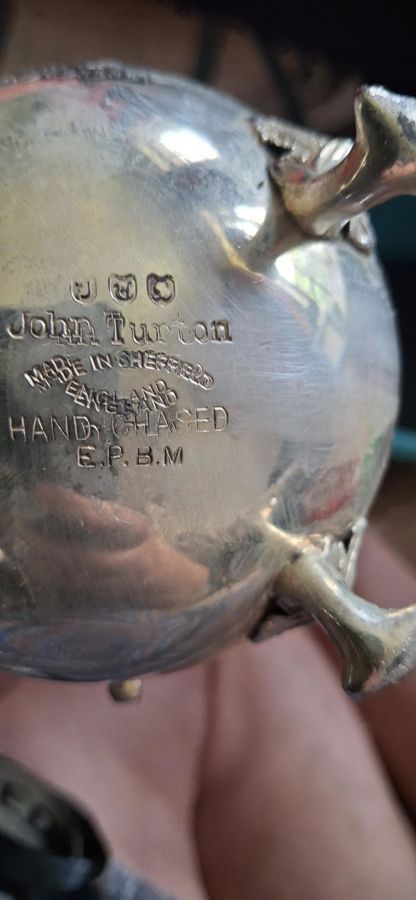 John Turton
MADE IN SHEFFIELD
ENGLAND
HAND CHASED
E.P.B.M